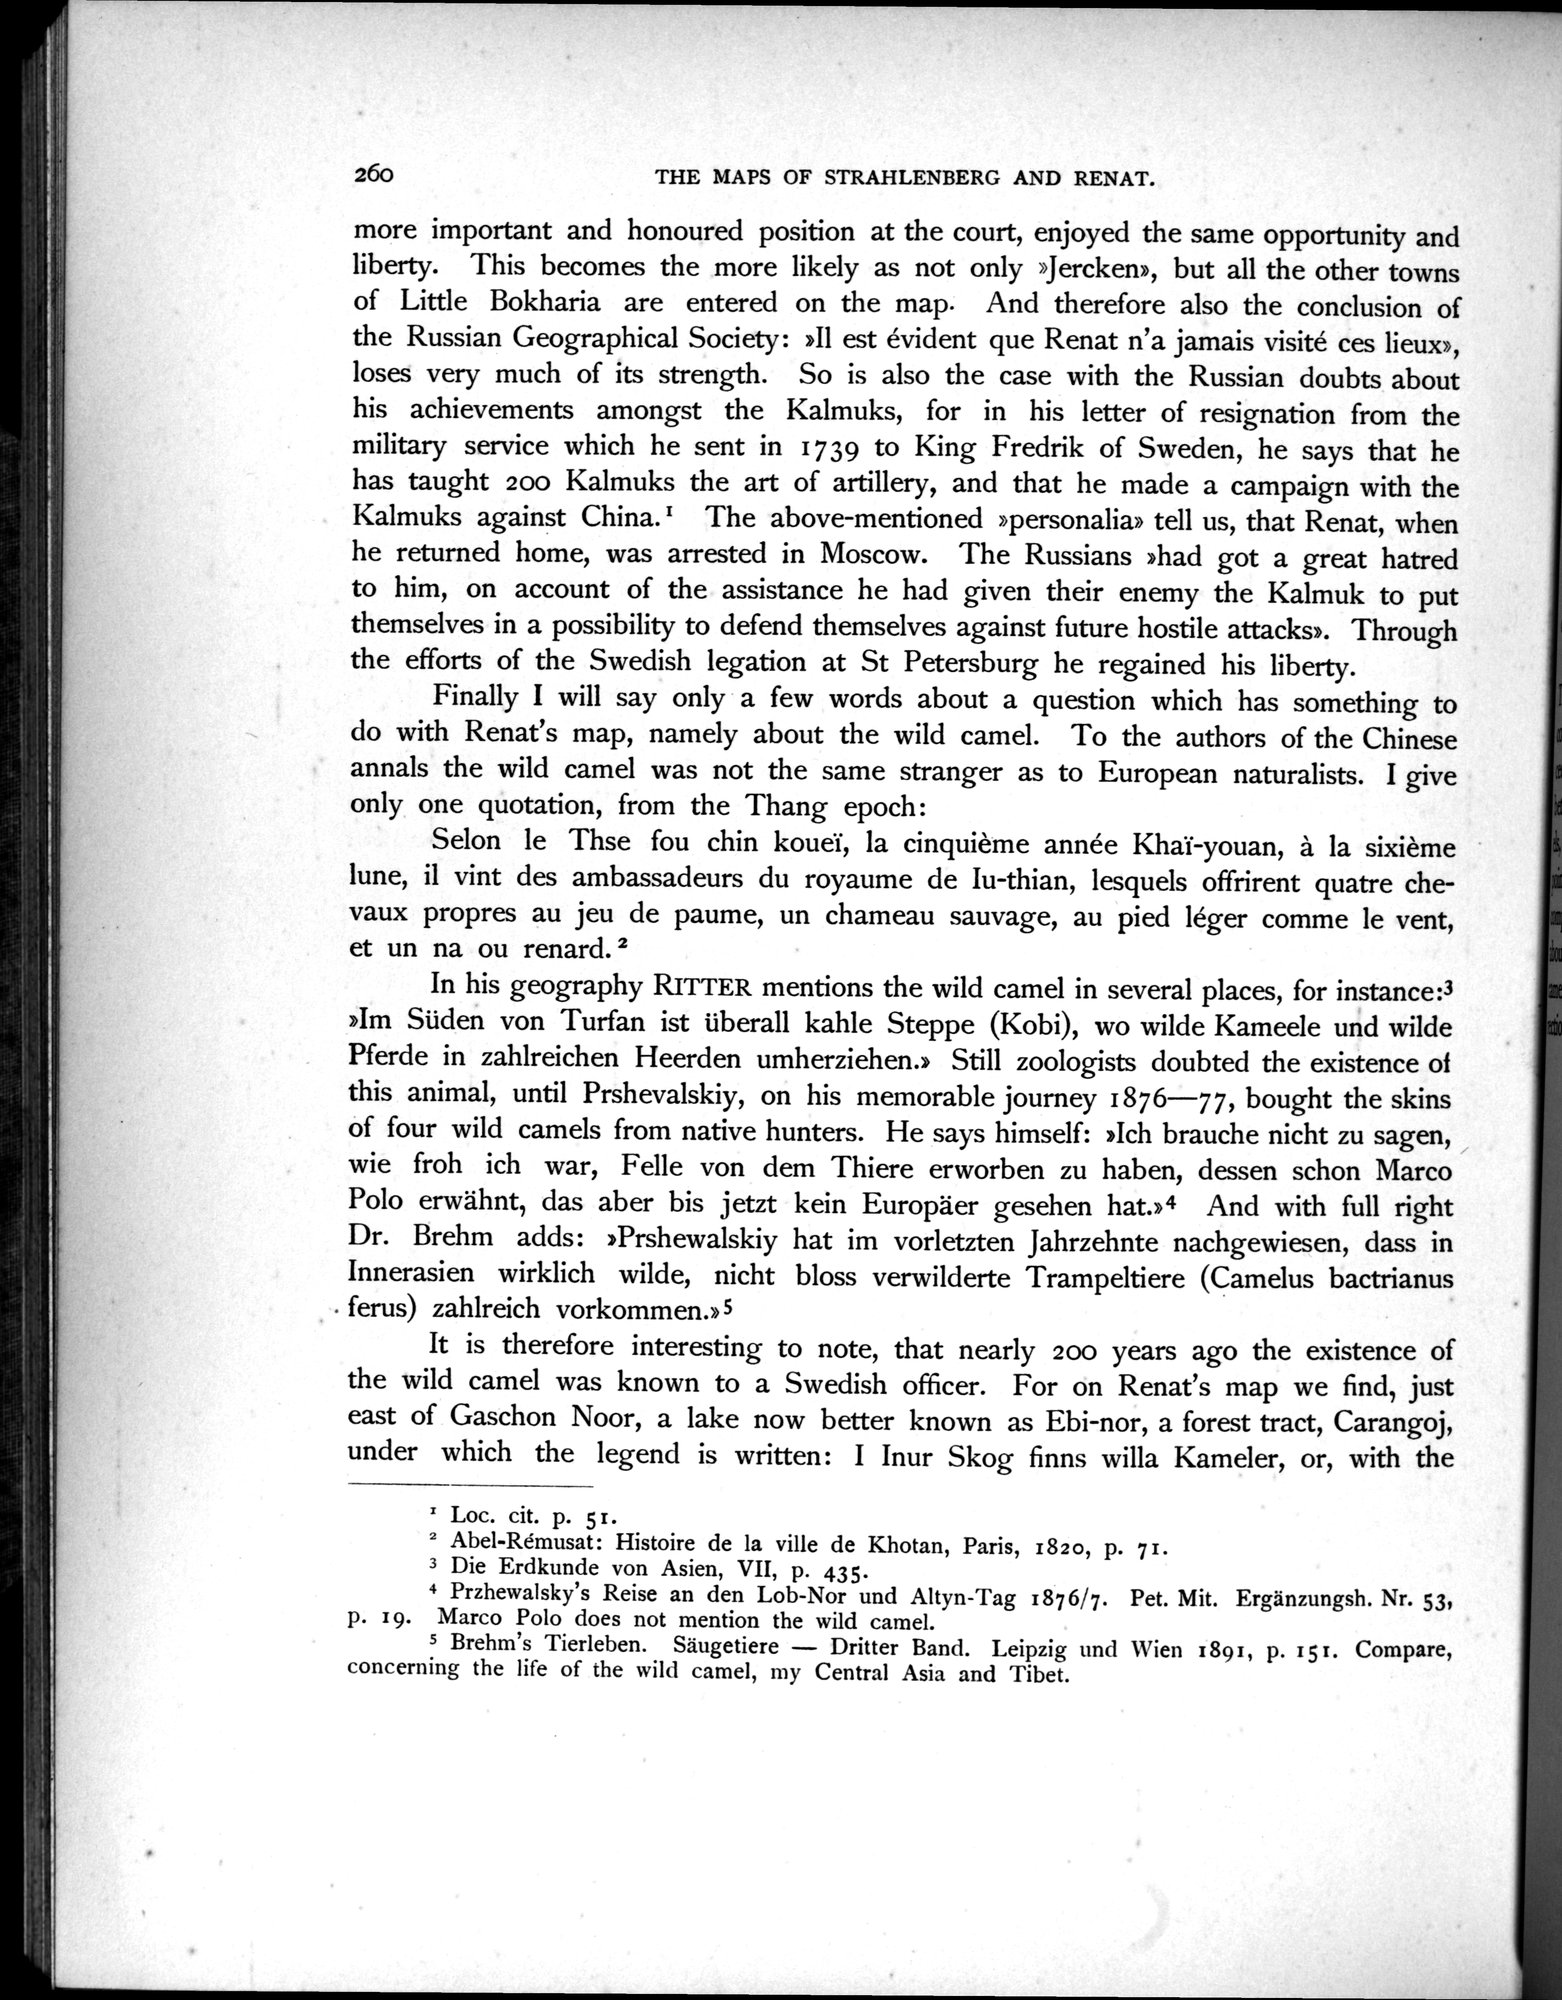 260 THE MAPS OF STRAHLENBERG AND RENAT.
more important and honoured position at the court, enjoyed the same opportunity and
liberty. This becomes the more likely as not only »Jercken», but all the other towns
of Little Bokharia are entered on the map. And therefore also the conclusion of
the Russian Geographical Society: »Il est évident que Renat n'a jamais visité ces lieux»,
loses very much of its strength. So is also the case with the Russian doubts about
his achievements amongst the Kalmuks, for in his letter of resignation from the
military service which he sent in 1739 to King Fredrik of Sweden, he says that he
has taught 200 Kalmuks the art of artillery, and that he made a campaign with the
Kalmuks against China.¹ The above-mentioned »personalia» tell us, that Renat, when
he returned home, was arrested in Moscow. The Russians »had got a great hatred
to him, on account of the assistance he had given their enemy the Kalmuk to put
themselves in a possibility to defend themselves against future hostile attacks». Through
the efforts of the Swedish legation at St Petersburg he regained his liberty.
Finally I will say only a few words about a question which has something to
do with Renat's map, namely about the wild camel. To the authors of the Chinese
annals the wild camel was not the same stranger as to European naturalists. I give
only one quotation, from the Thang epoch:
Selon le Thse fou chin koueï, la cinquième année Khaï-youan, à la sixième
lune, il vint des ambassadeurs du royaume de Iu-thian, lesquels offrirent quatre che-
vaux propres au jeu de paume, un chameau sauvage, au pied léger comme le vent,
et un na ou renard.²
In his geography RITTER mentions the wild camel in several places, for instance:³
»Im Süden von Turfan ist überall kahle Steppe (Kobi), wo wilde Kameele und wilde
Pferde in zahlreichen Heerden umherziehen.» Still zoologists doubted the existence of
this animal, until Prshevalskiy, on his memorable journey 1876—77, bought the skins
of four wild camels from native hunters. He says himself: »Ich brauche nicht zu sagen,
wie froh ich war, Felle von dem Thiere erworben zu haben, dessen schon Marco
Polo erwähnt, das aber bis jetzt kein Europäer gesehen hat.»⁴ And with full right
Dr. Brehm adds: »Prshewalskiy hat im vorletzten Jahrzehnte nachgewiesen, dass in
Innerasien wirklich wilde, nicht bloss verwilderte Trampeltiere (Camelus bactrianus
ferus) zahlreich vorkommen.»⁵
It is therefore interesting to note, that nearly 200 years ago the existence of
the wild camel was known to a Swedish officer. For on Renat's map we find, just
east of Gaschon Noor, a lake now better known as Ebi-nor, a forest tract, Carangoj,
under which the legend is written: I Inur Skog finns willa Kameler, or, with the
¹ Loc. cit. p. 51.
² Abel-Rémusat: Histoire de la ville de Khotan, Paris, 1820, p. 71.
³ Die Erdkunde von Asien, VII, p. 435.
⁴ Przhewalsky's Reise an den Lob-Nor und Altyn-Tag 1876/7. Pet. Mit. Ergänzungsh. Nr. 53,
p. 19. Marco Polo does not mention the wild camel.
⁵ Brehm's Tierleben. Säugetiere — Dritter Band. Leipzig und Wien 1891, p. 151. Compare,
concerning the life of the wild camel, my Central Asia and Tibet.